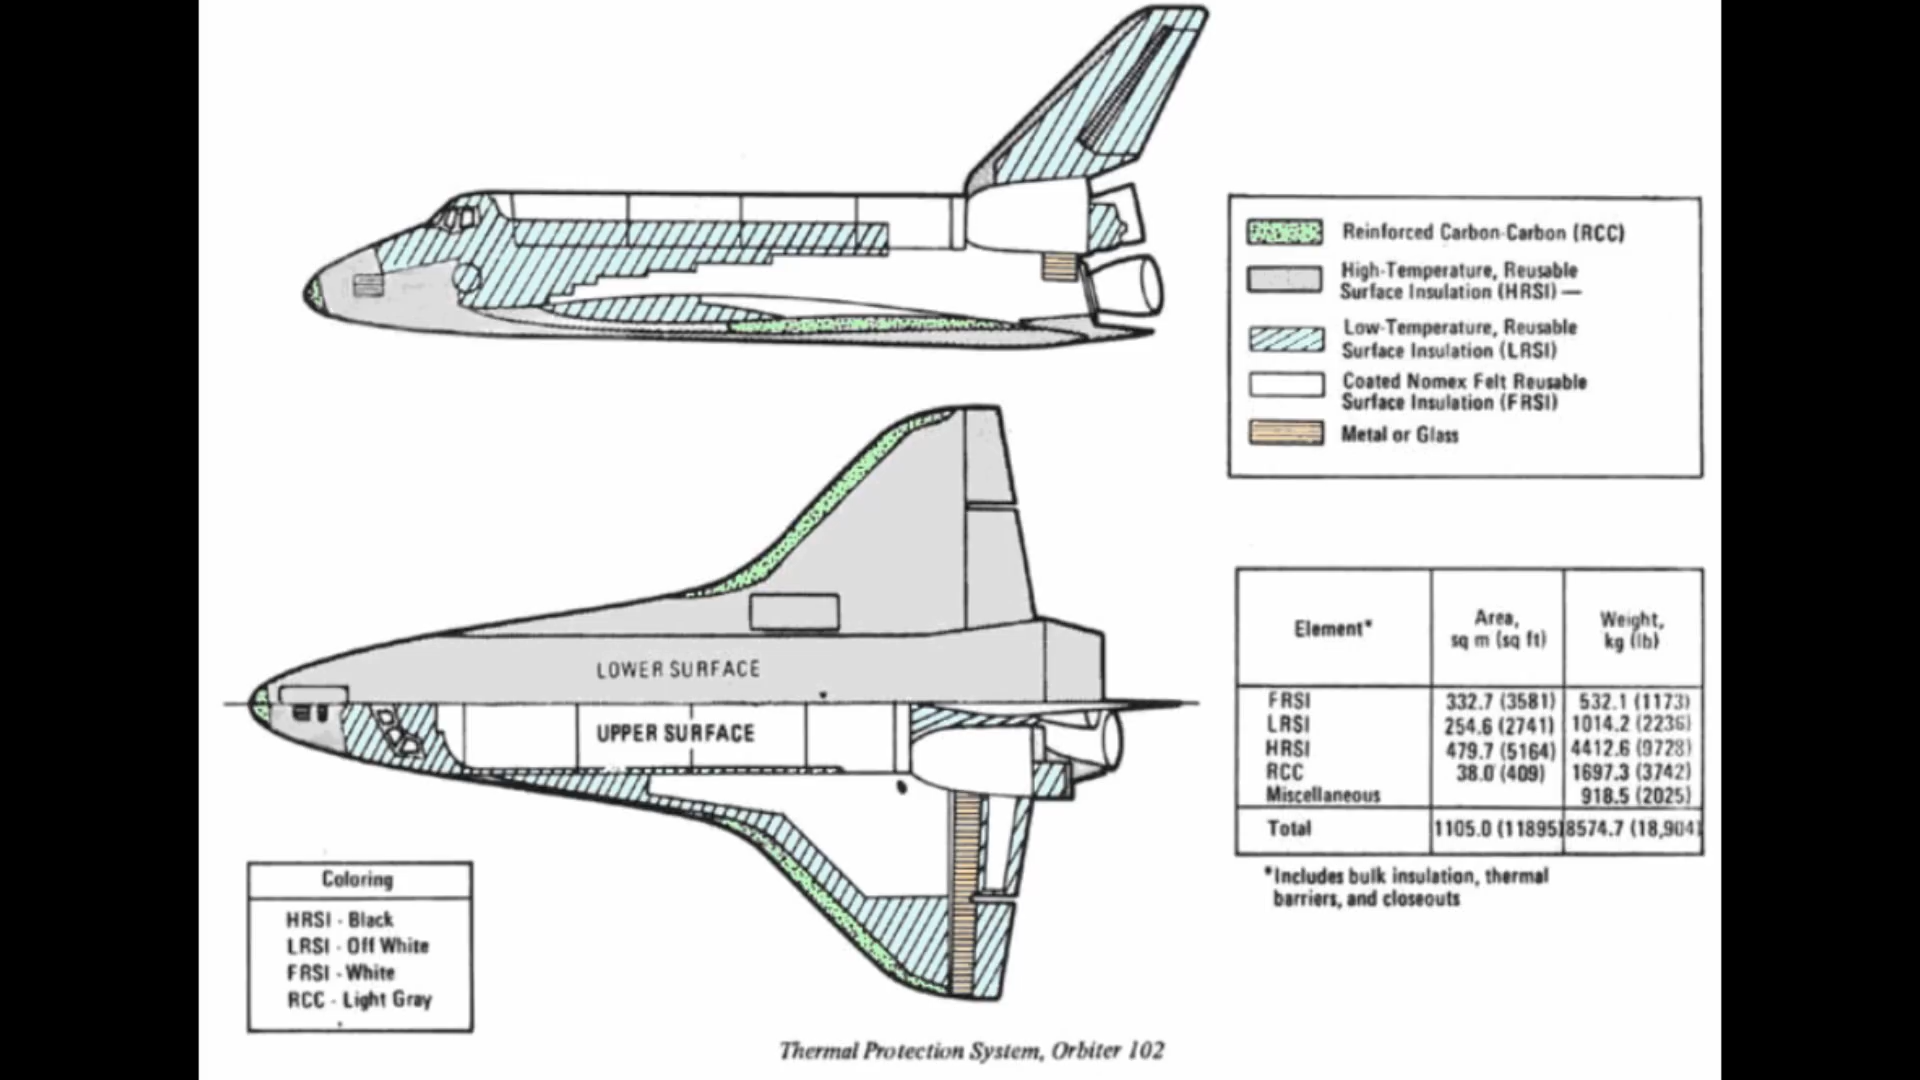 Reinforced Carbon-Carbon (RCC)
High-Temperature, Reusable
Surface Insulation (HRSI) —
Low-Temperature, Reusable
Surface Insulation (LRSI)
Coated Nomex Felt Reusable
Surface Insulation (FRSI)
Metal or Glass
LOWER SURFACE
UPPER SURFACE
Element* Area, sq m (sq ft) Weight, kg (lb)
FRSI 332.7 (3581) 532.1 (1173)
LRSI 254.6 (2741) 1014.2 (2236)
HRSI 479.7 (5164) 4412.6 (9728)
RCC 38.0 (409) 1697.3 (3742)
Miscellaneous 918.5 (2025)
Total 1105.0 (11895) 8574.7 (18,904)
*Includes bulk insulation, thermal
barriers, and closeouts
Coloring
HRSI - Black
LRSI - Off White
FRSI - White
RCC - Light Gray
Thermal Protection System, Orbiter 102